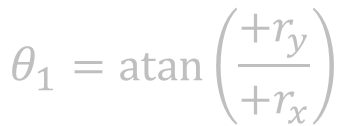 θ₁ = atan(+r_y / +r_x)